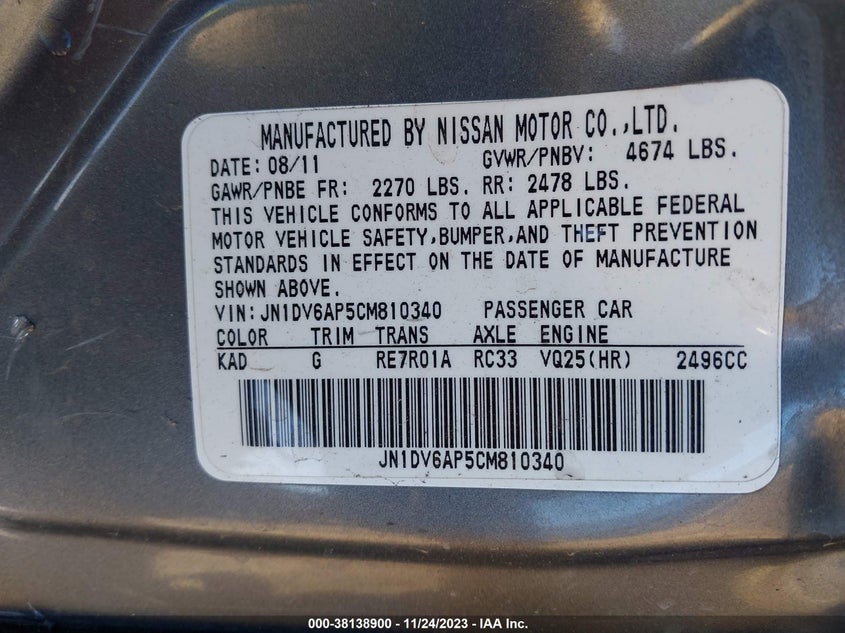 MANUFACTURED BY NISSAN MOTOR CO.,LTD.
DATE: 08/11 GVWR/PNBV: 4674 LBS.
GAWR/PNBE FR: 2270 LBS. RR: 2478 LBS.
THIS VEHICLE CONFORMS TO ALL APPLICABLE FEDERAL
MOTOR VEHICLE SAFETY,BUMPER,AND THEFT PREVENTION
STANDARDS IN EFFECT ON THE DATE OF MANUFACTURE
SHOWN ABOVE.
VIN: JN1DV6AP5CM810340 PASSENGER CAR
COLOR TRIM TRANS AXLE ENGINE
KAD G RE7R01A RC33 VQ25(HR) 2496CC
JN1DV6AP5CM810340
000-38138900 - 11/24/2023 - IAA Inc.